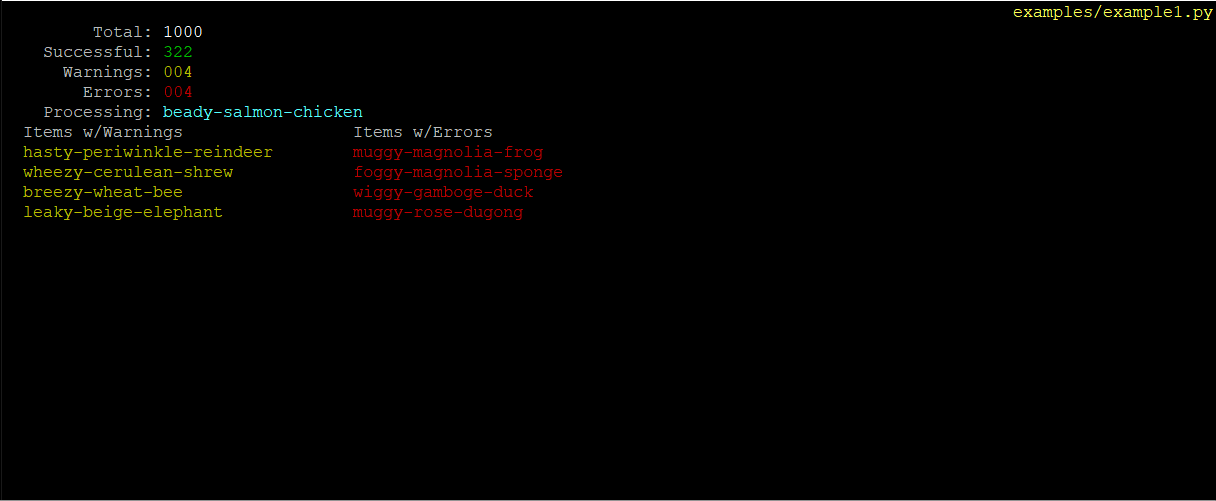 examples/example1.py
Total: 1000
Successful: 322
Warnings: 004
Errors: 004
Processing: beady-salmon-chicken
Items w/Warnings Items w/Errors
hasty-periwinkle-reindeer muggy-magnolia-frog
wheezy-cerulean-shrew foggy-magnolia-sponge
breezy-wheat-bee wiggy-gamboge-duck
leaky-beige-elephant muggy-rose-dugong